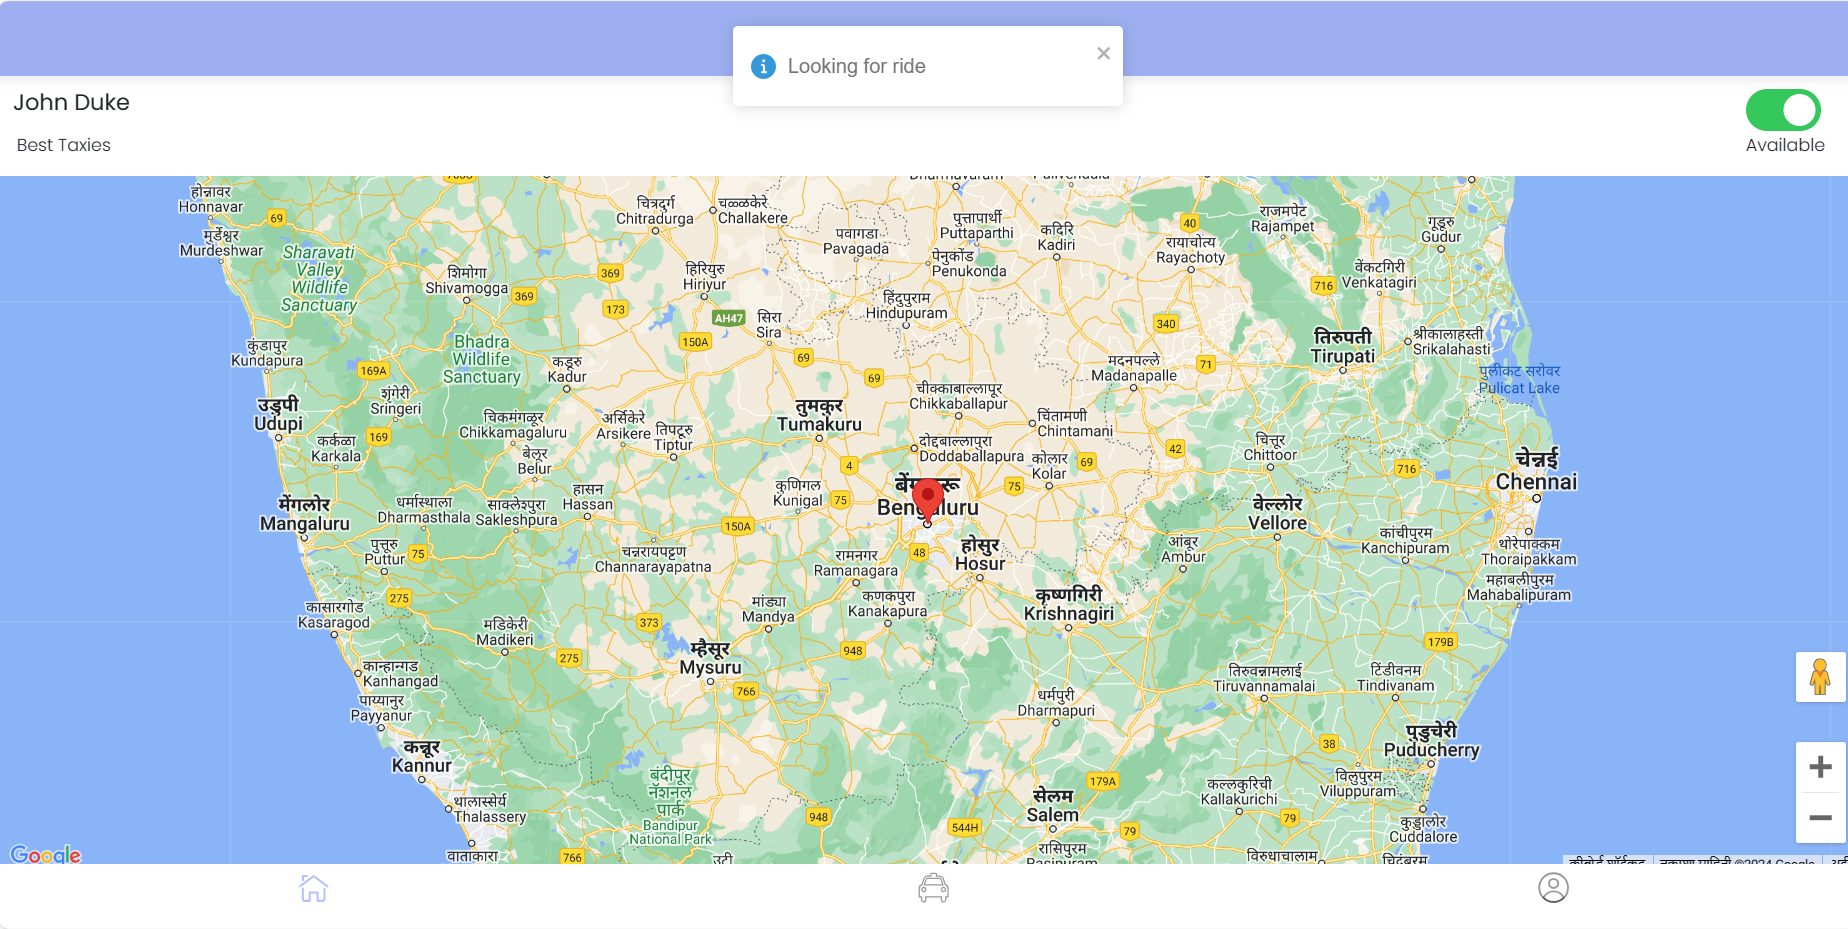 Looking for ride
John Duke
Best Taxies
Available
होन्नावर
Honnavar
69
मुर्डेश्वर
Murdeshwar
Sharavati
Valley
Wildlife
Sanctuary
चित्रदुर्ग
Chitradurga
चळ्ळकेरे
Challakere
पवागडा
Pavagada
पुत्तापार्थी
Puttaparthi
कदिरि
Kadiri
40
रायाचोत्य
Rayachoty
राजमपेट
Rajampet
गूडुरु
Gudur
शिमोगा
Shivamogga
369
369
173
हिरियुरु
Hiriyur
पेनुकोंड
Penukonda
हिंदुपुराम
Hindupuram
716
वेंकटगिरी
Venkatagiri
AH47
सिरा
Sira
150A
69
340
तिरुपती
Tirupati
श्रीकालाहस्ती
Srikalahasti
कुंडापुर
Kundapura
Bhadra
Wildlife
Sanctuary
169A
कडूरु
Kadur
69
मदनपल्ले
Madanapalle
71
पुलीकट सरोवर
Pulicat Lake
शृंगेरी
Sringeri
उडुपी
Udupi
चिकमंगळूर
Chikkamagaluru
अर्सिकेरे
Arsikere
तिपटूरु
Tiptur
तुमकुर
Tumakuru
चीक्काबाल्लापूर
Chikkaballapur
चिंतामणी
Chintamani
कर्कळा
Karkala
169
बेलूर
Belur
4
दोद्दबाल्लापुरा
Doddaballapura
कोलार
Kolar
69
42
चित्तूर
Chittoor
716
चेन्नई
Chennai
मेंगलोर
Mangaluru
धर्मास्थाला
Dharmasthala
साक्लेश्पुरा
Sakleshpura
हासन
Hassan
150A
कुणिगल
Kunigal
75
Bengaluru
75
वेल्लोर
Vellore
कांचीपुरम
Kanchipuram
थोरेपाक्कम
Thoraipakkam
पुत्तूरु
Puttur
75
चन्नरायपट्टण
Channarayapatna
रामनगर
Ramanagara
48
होसुर
Hosur
आंबूर
Ambur
महाबलीपुरम
Mahabalipuram
कासारगोड
Kasaragod
275
मडिकेरी
Madikeri
373
मांड्या
Mandya
कणकपुरा
Kanakapura
कृष्णगिरी
Krishnagiri
179B
कान्हान्गड
Kanhangad
275
म्हैसूर
Mysuru
948
766
तिरुवन्नामलाई
Tiruvannamalai
टिंडीवनम
Tindivanam
पाय्यानुर
Payyanur
धर्मपुरी
Dharmapuri
कन्नूर
Kannur
38
पुडुचेरी
Puducherry
बंदीपूर
नॅशनल
पार्क
Bandipur
National Park
179A
कल्लकुरिची
Kallakurichi
विलुपुरम
Viluppuram
थालास्सेर्य
Thalassery
948
544H
सेलम
Salem
79
79
कुड्डालोर
Cuddalore
वाताकारा
766
उटी
रासिपुरम
विरुधाचालाम
चिदंबरम
Google